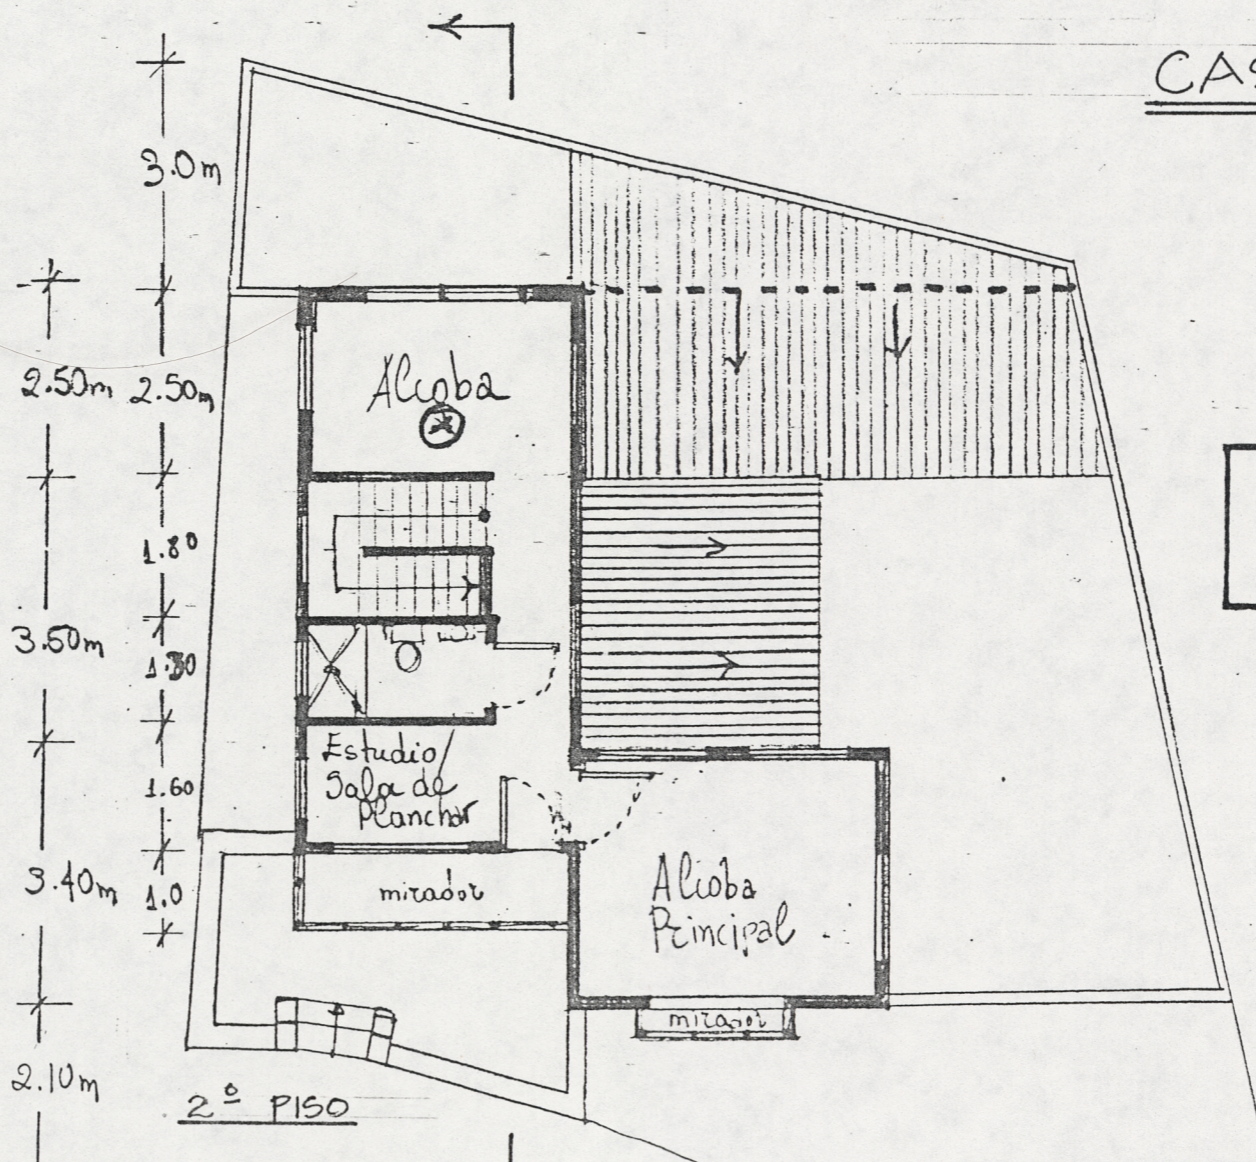 CAS
3.0m
2.50m
2.50m
Alcoba
1.80
3.50m
1.30
Estudio/
Sala de
Planchar
1.60
3.40m
1.0
mirador
Alcoba
Principal
mirador
2.10m
2º PISO